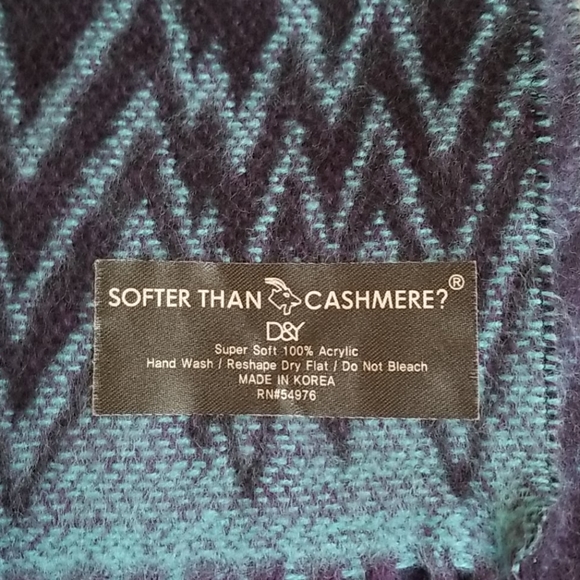 SOFTER THAN CASHMERE?®
D&Y
Super Soft 100% Acrylic
Hand Wash / Reshape Dry Flat / Do Not Bleach
MADE IN KOREA
RN#54976